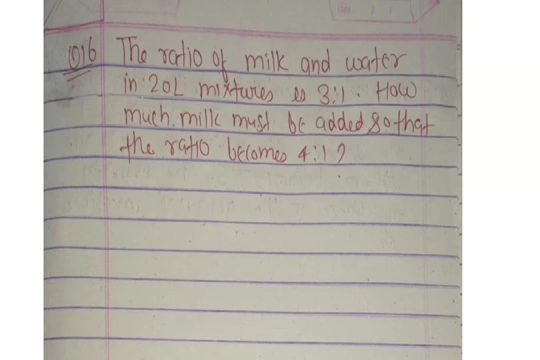 Q16 The ratio of milk and water
in 20L mixtures is 3:1. How
much milk must be added so that
the ratio becomes 4:1?